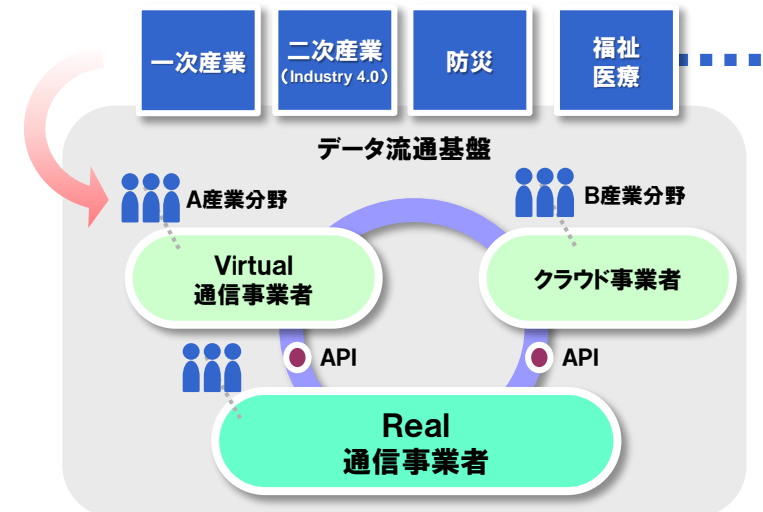 一次産業
二次産業
（Industry 4.0）
防災
福祉
医療
データ流通基盤
A産業分野
B産業分野
Virtual
通信事業者
クラウド事業者
API
API
Real
通信事業者